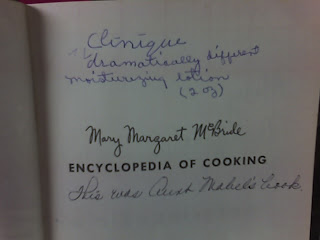 Clinique
dramatically different
moisturizing lotion
(2 oz)
Mary Margaret McBride
ENCYCLOPEDIA OF COOKING
This was Aunt Mabel's book.